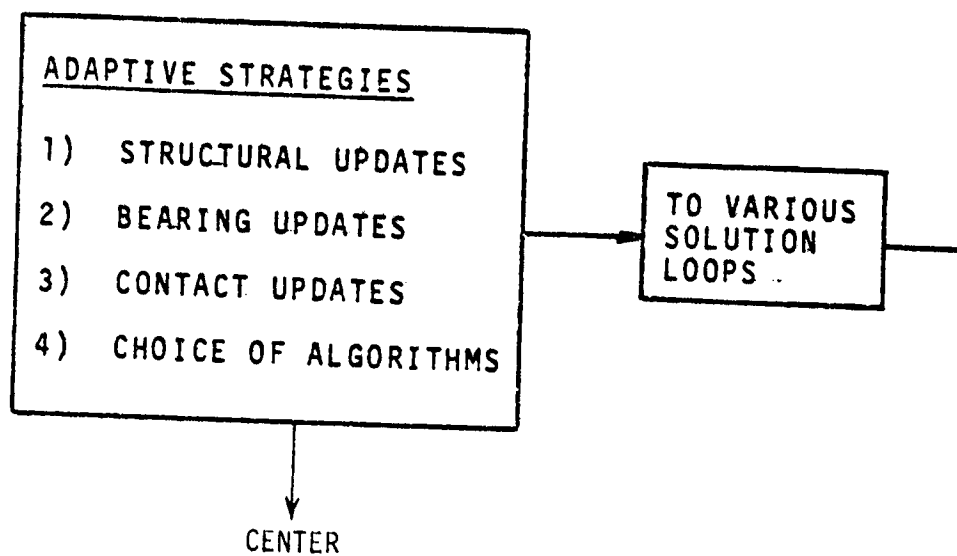 ADAPTIVE STRATEGIES
1) STRUCTURAL UPDATES
2) BEARING UPDATES
3) CONTACT UPDATES
4) CHOICE OF ALGORITHMS
TO VARIOUS
SOLUTION
LOOPS
CENTER